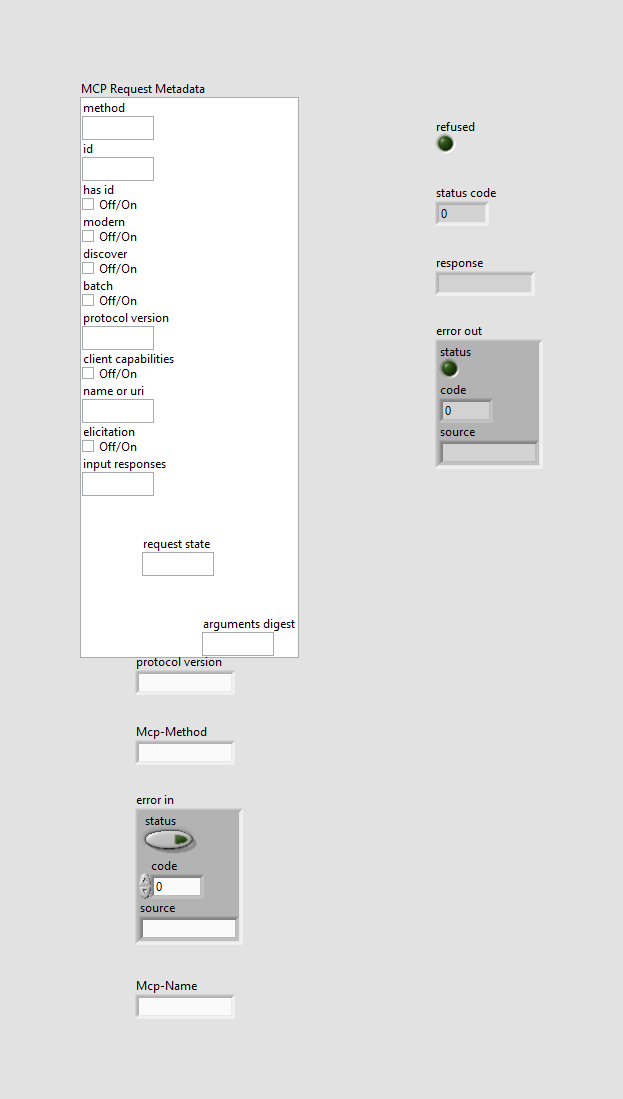 MCP Request Metadata
method
id
has id
Off/On
modern
Off/On
discover
Off/On
batch
Off/On
protocol version
client capabilities
Off/On
name or uri
elicitation
Off/On
input responses
request state
arguments digest
protocol version
Mcp-Method
error in
status
code
0
source
Mcp-Name
refused
status code
0
response
error out
status
code
0
source